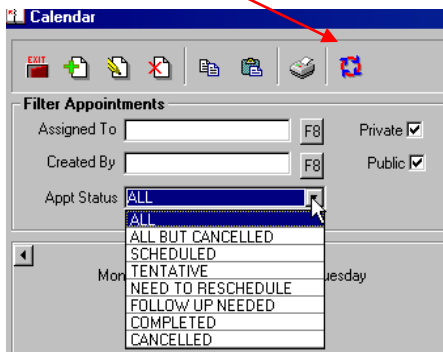 Calendar
EXIT
Filter Appointments
Assigned To F8 Private
Created By F8 Public
Appt Status ALL
ALL
ALL BUT CANCELLED
SCHEDULED
TENTATIVE
NEED TO RESCHEDULE
FOLLOW UP NEEDED
COMPLETED
CANCELLED
Mon uesday